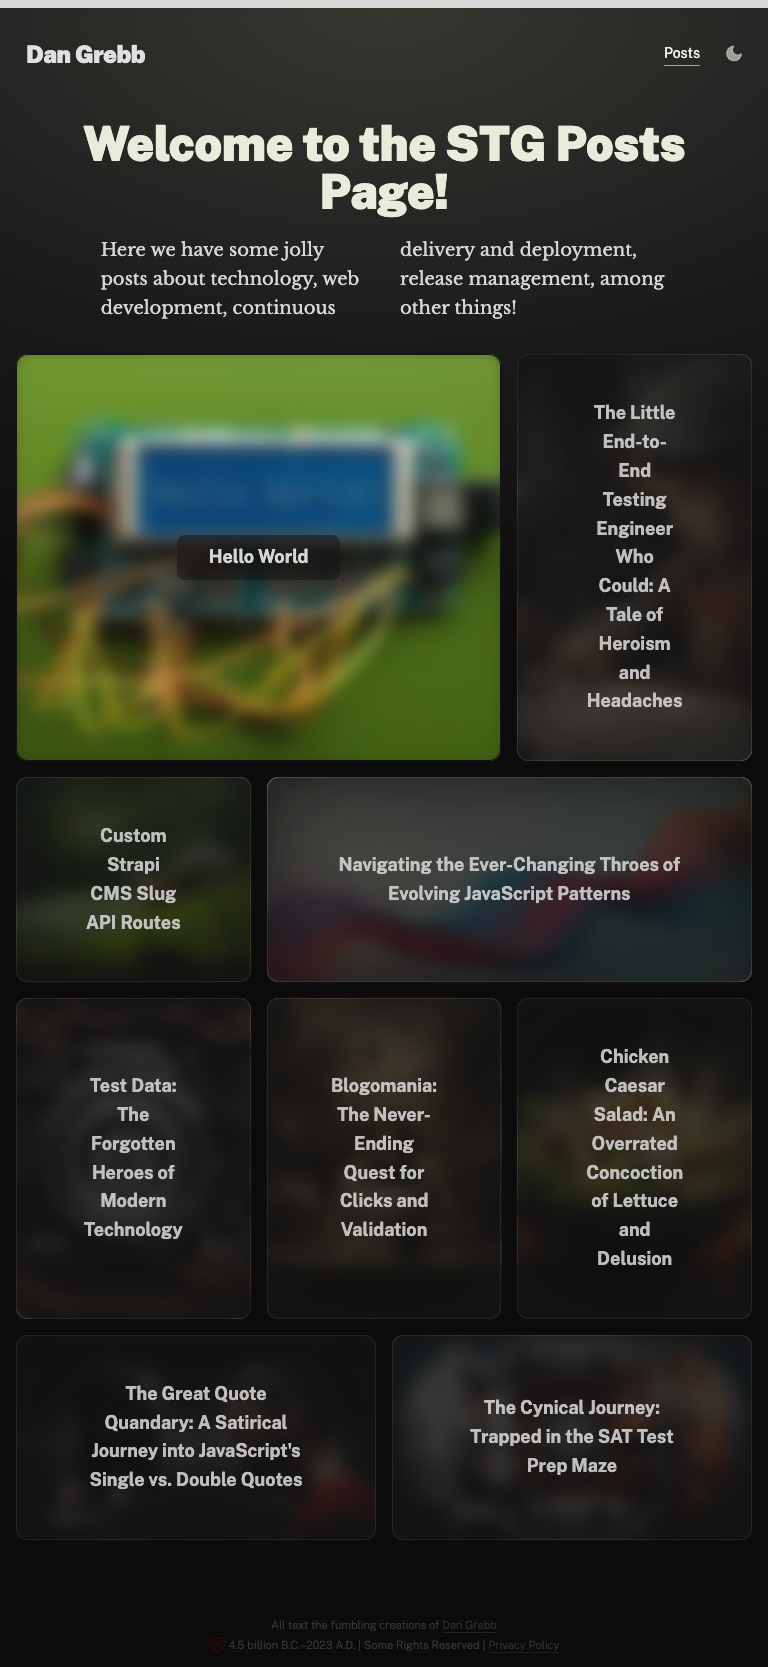 Dan Grebb
Posts
Welcome to the STG Posts
Page!
Here we have some jolly
posts about technology, web
development, continuous
delivery and deployment,
release management, among
other things!
Hello World
The Little
End-to-
End
Testing
Engineer
Who
Could: A
Tale of
Heroism
and
Headaches
Custom
Strapi
CMS Slug
API Routes
Navigating the Ever-Changing Throes of
Evolving JavaScript Patterns
Test Data:
The
Forgotten
Heroes of
Modern
Technology
Blogomania:
The Never-
Ending
Quest for
Clicks and
Validation
Chicken
Caesar
Salad: An
Overrated
Concoction
of Lettuce
and
Delusion
The Great Quote
Quandary: A Satirical
Journey into JavaScript's
Single vs. Double Quotes
The Cynical Journey:
Trapped in the SAT Test
Prep Maze
All text the fumbling creations of Dan Grebb
4.5 billion B.C.–2023 A.D. | Some Rights Reserved | Privacy Policy